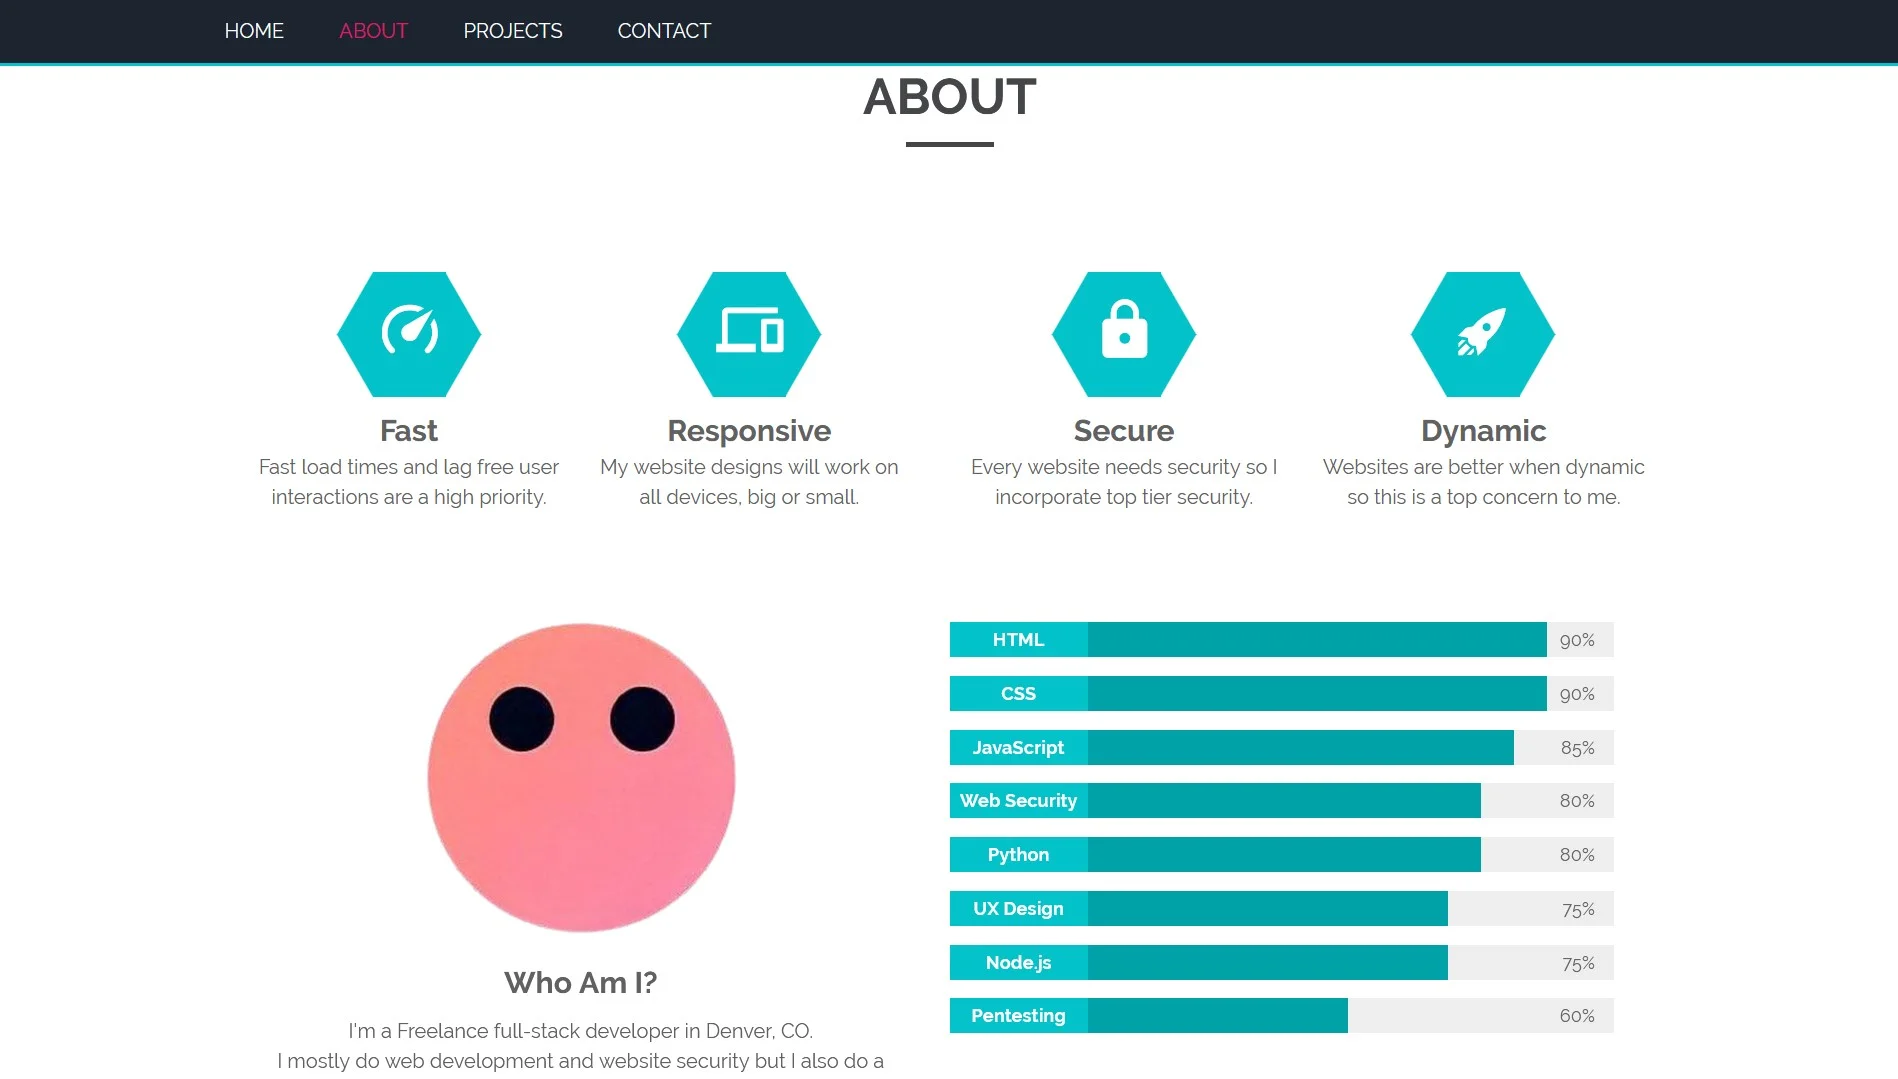 HOME ABOUT PROJECTS CONTACT
ABOUT
Fast
Fast load times and lag free user
interactions are a high priority.
Responsive
My website designs will work on
all devices, big or small.
Secure
Every website needs security so I
incorporate top tier security.
Dynamic
Websites are better when dynamic
so this is a top concern to me.
Who Am I?
I'm a Freelance full-stack developer in Denver, CO.
I mostly do web development and website security but I also do a
HTML 90%
CSS 90%
JavaScript 85%
Web Security 80%
Python 80%
UX Design 75%
Node.js 75%
Pentesting 60%